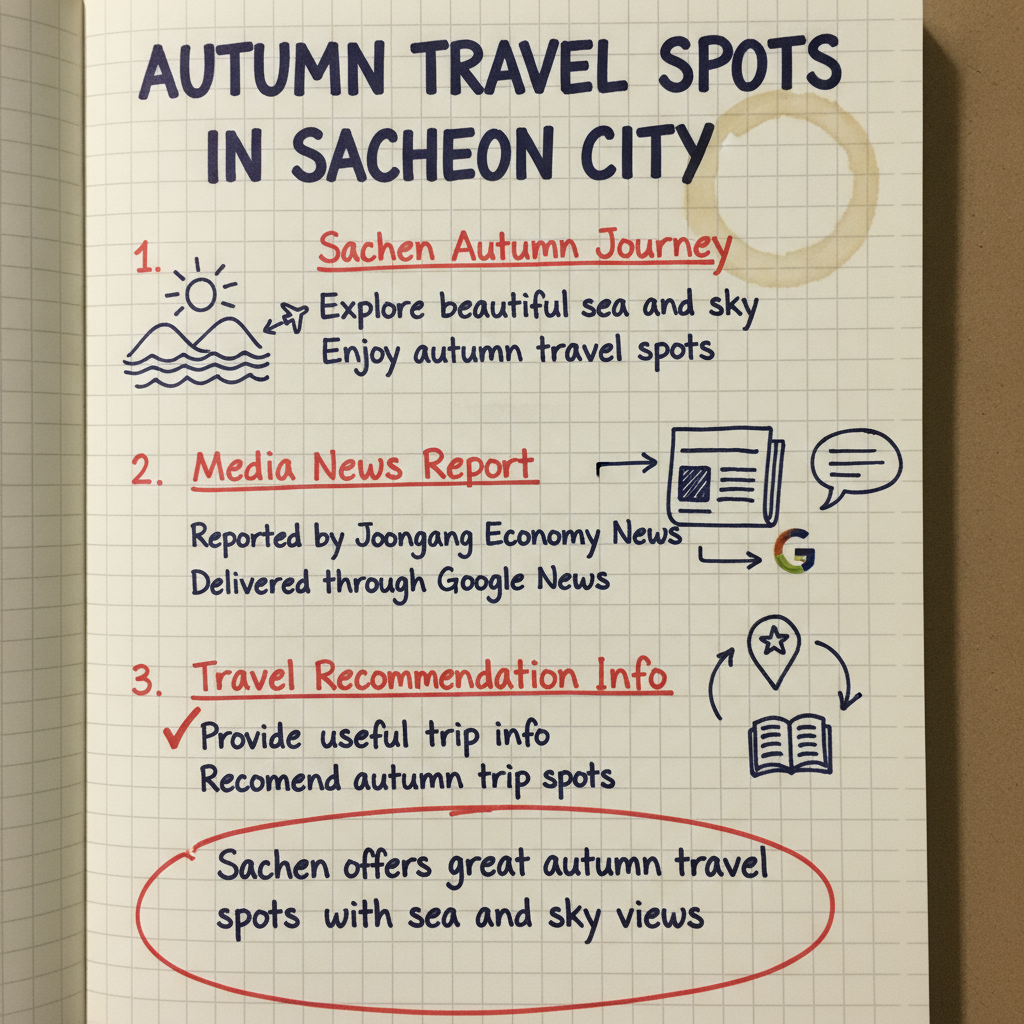 AUTUMN TRAVEL SPOTS
IN SACHEON CITY
1. Sachen Autumn Journey
Explore beautiful sea and sky
Enjoy autumn travel spots
2. Media News Report
Reported by Joongang Economy News
Delivered through Google News
G
3. Travel Recommendation Info
Provide useful trip info
Recomend autumn trip spots
Sachen offers great autumn travel
spots with sea and sky views